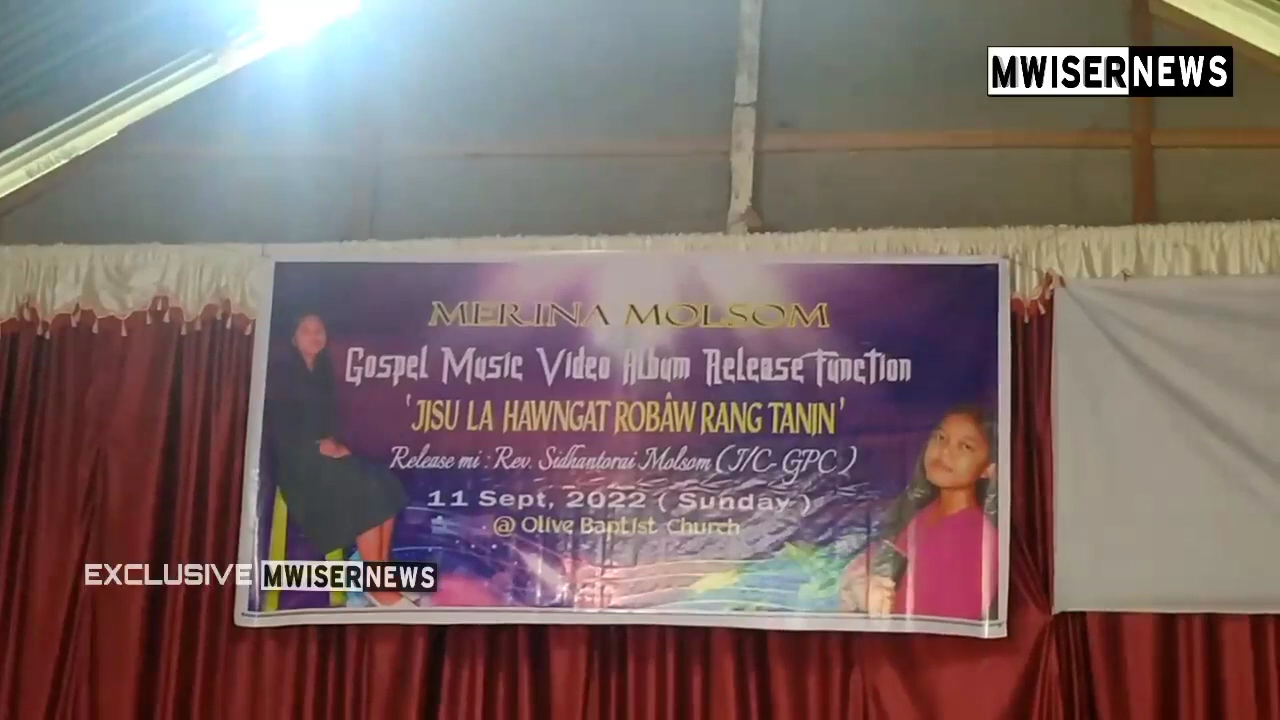 MWISERNEWS
MERINA MOLSOM
Gospel Music Video Album Release Function
'JISU LA HAWNGAT ROBÂW RANG TANIN'
Release mi : Rev. Sidhantorai Molsom (I/C- GPC)
11 Sept, 2022 ( Sunday )
@ Olive Baptist Church
EXCLUSIVE MWISERNEWS